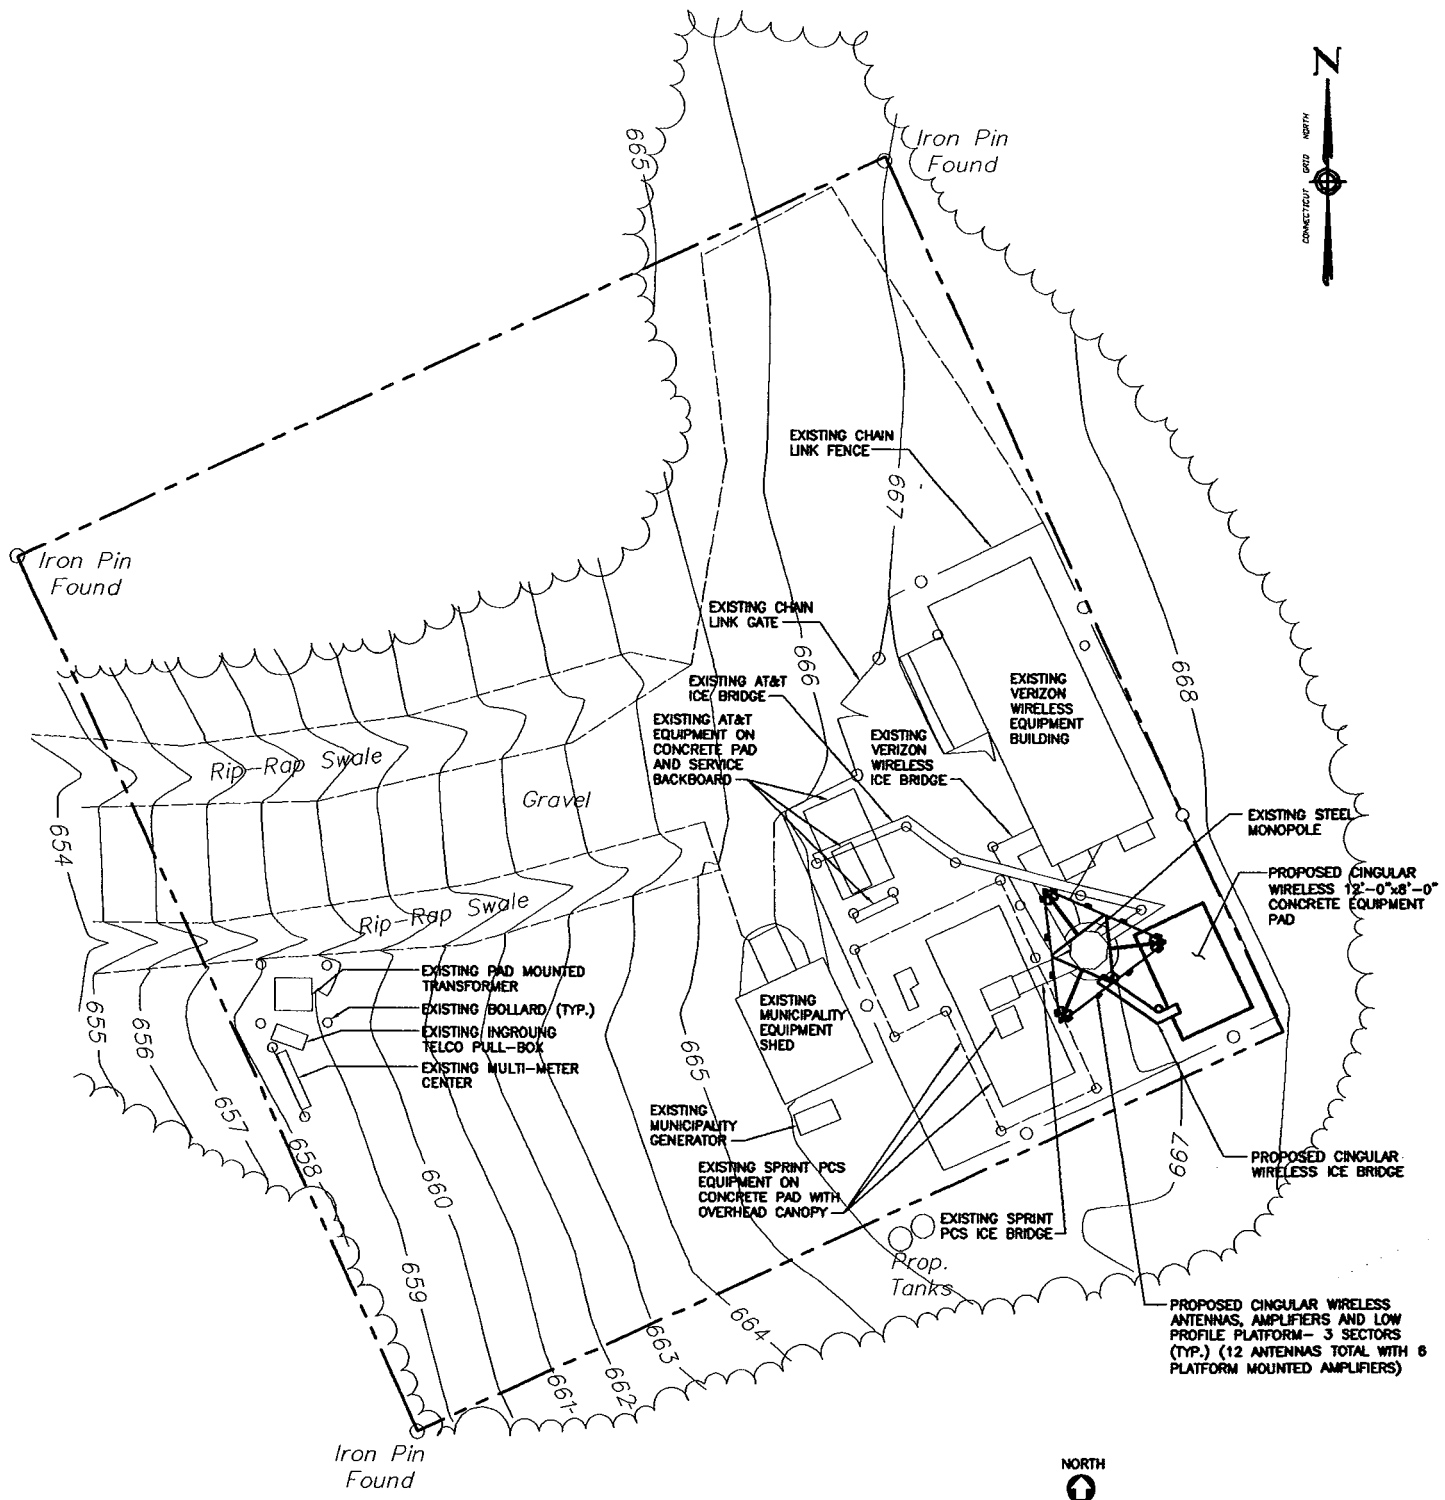 N
CONNECTICUT GRID NORTH
Iron Pin
Found
665
EXISTING CHAIN
LINK FENCE
667
Iron Pin
Found
EXISTING CHAIN
LINK GATE
666
668
EXISTING AT&T
ICE BRIDGE
EXISTING
VERIZON
WIRELESS
EQUIPMENT
BUILDING
EXISTING AT&T
EQUIPMENT ON
CONCRETE PAD
AND SERVICE
BACKBOARD
EXISTING
VERIZON
WIRELESS
ICE BRIDGE
Rip-Rap Swale
Gravel
EXISTING STEEL
MONOPOLE
654
PROPOSED CINGULAR
WIRELESS 12'-0"x8'-0"
CONCRETE EQUIPMENT
PAD
Rip-Rap Swale
EXISTING PAD MOUNTED
TRANSFORMER
EXISTING BOLLARD (TYP.)
EXISTING INGROUNG
TELCO PULL-BOX
EXISTING MULTI-METER
CENTER
EXISTING
MUNICIPALITY
EQUIPMENT
SHED
655
656
657
658
665
EXISTING
MUNICIPALITY
GENERATOR
660
EXISTING SPRINT PCS
EQUIPMENT ON
CONCRETE PAD WITH
OVERHEAD CANOPY
667
PROPOSED CINGULAR
WIRELESS ICE BRIDGE
EXISTING SPRINT
PCS ICE BRIDGE
Prop.
Tanks
659
664
663
662
661
PROPOSED CINGULAR WIRELESS
ANTENNAS, AMPLIFIERS AND LOW
PROFILE PLATFORM- 3 SECTORS
(TYP.) (12 ANTENNAS TOTAL WITH 6
PLATFORM MOUNTED AMPLIFIERS)
Iron Pin
Found
NORTH